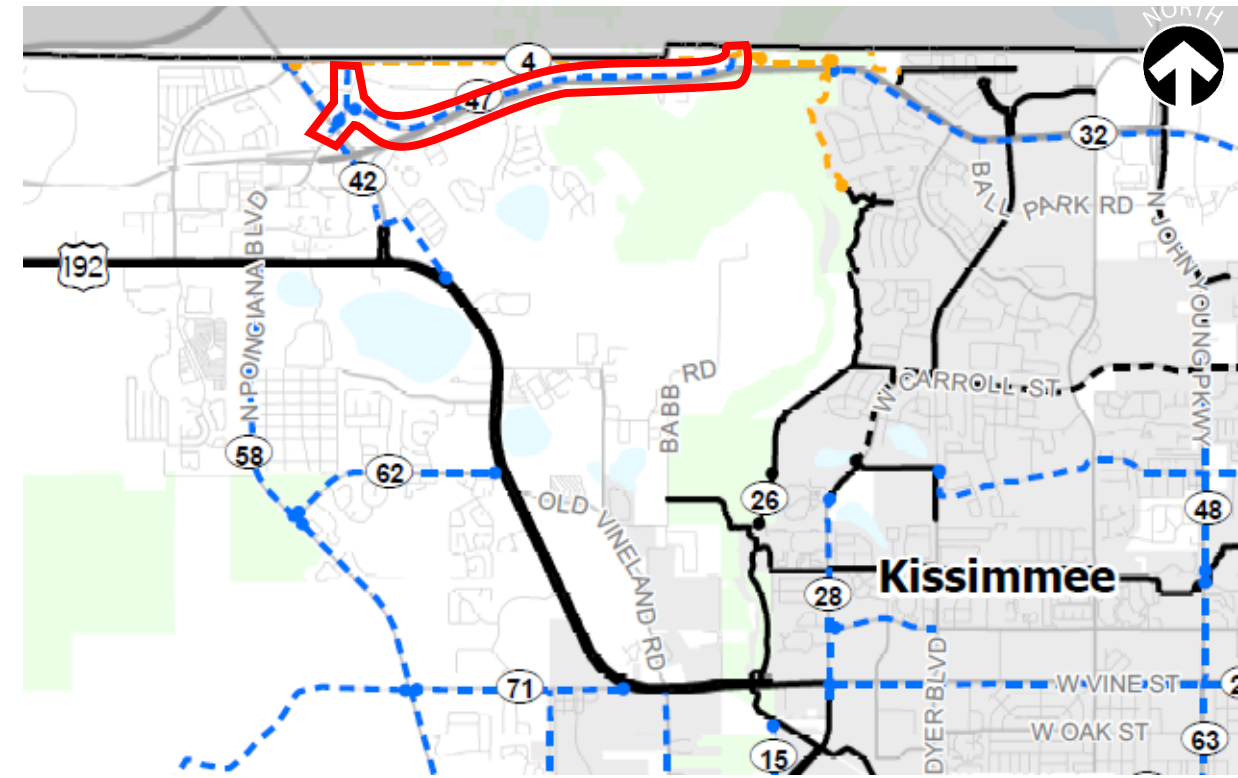 NORTH
4
47
32
42
192
N POINCIANA BLVD
BALL PARK RD
N JOHN YOUNG PKWY
BABB RD
W CARROLL ST
58
62
OLD VINELAND RD
26
48
Kissimmee
28
71
W VINE ST
2
DYER BLVD
W OAK ST
63
15